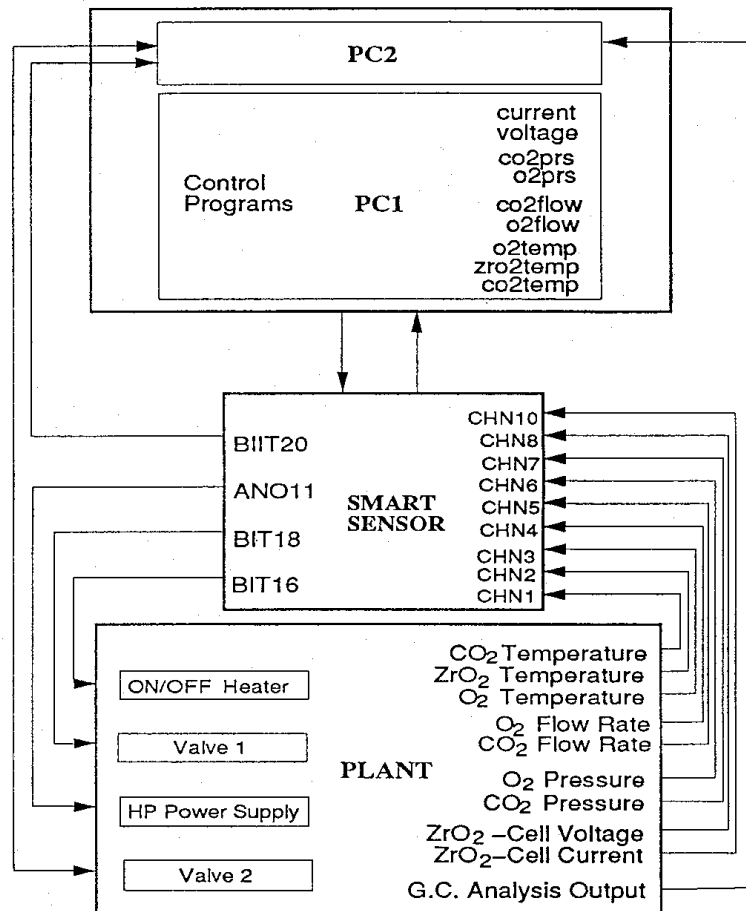 PC2
Control
Programs
PC1
current
voltage
co2prs
o2prs
co2flow
o2flow
o2temp
zro2temp
co2temp
BIIT20
ANO11
BIT18
BIT16
SMART
SENSOR
CHN10
CHN8
CHN7
CHN6
CHN5
CHN4
CHN3
CHN2
CHN1
ON/OFF Heater
Valve 1
HP Power Supply
Valve 2
PLANT
CO2 Temperature
ZrO2 Temperature
O2 Temperature
O2 Flow Rate
CO2 Flow Rate
O2 Pressure
CO2 Pressure
ZrO2 -Cell Voltage
ZrO2-Cell Current
G.C. Analysis Output